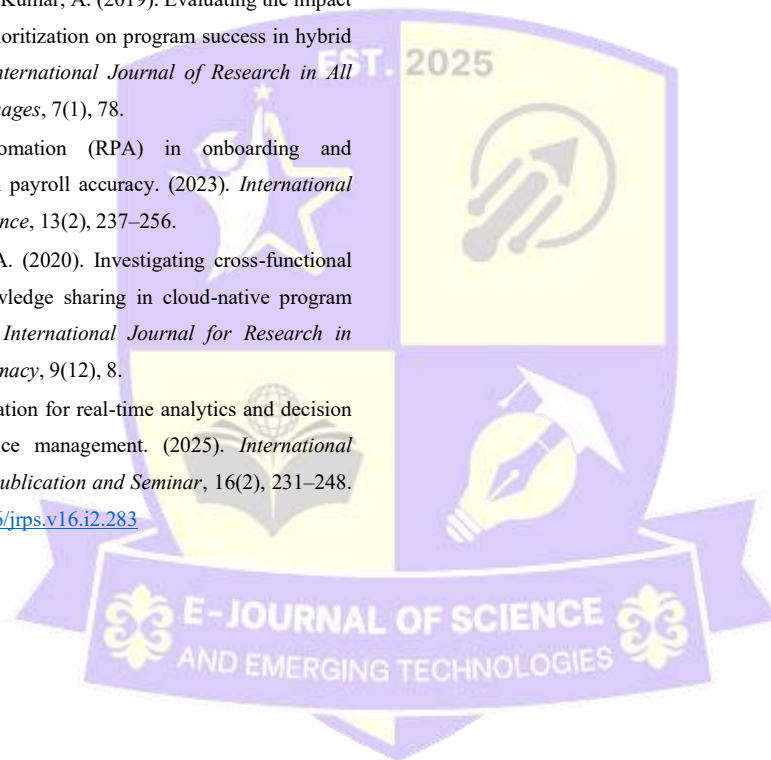 Kumar, A. (2019). Evaluating the impact
oritization on program success in hybrid
nternational Journal of Research in All
ages, 7(1), 78.
omation (RPA) in onboarding and
payroll accuracy. (2023). International
nce, 13(2), 237–256.
A. (2020). Investigating cross-functional
wledge sharing in cloud-native program
International Journal for Research in
macy, 9(12), 8.
ation for real-time analytics and decision
ce management. (2025). International
Publication and Seminar, 16(2), 231–248.
/jrps.v16.i2.283
EST. 2025
E-JOURNAL OF SCIENCE
AND EMERGING TECHNOLOGIES